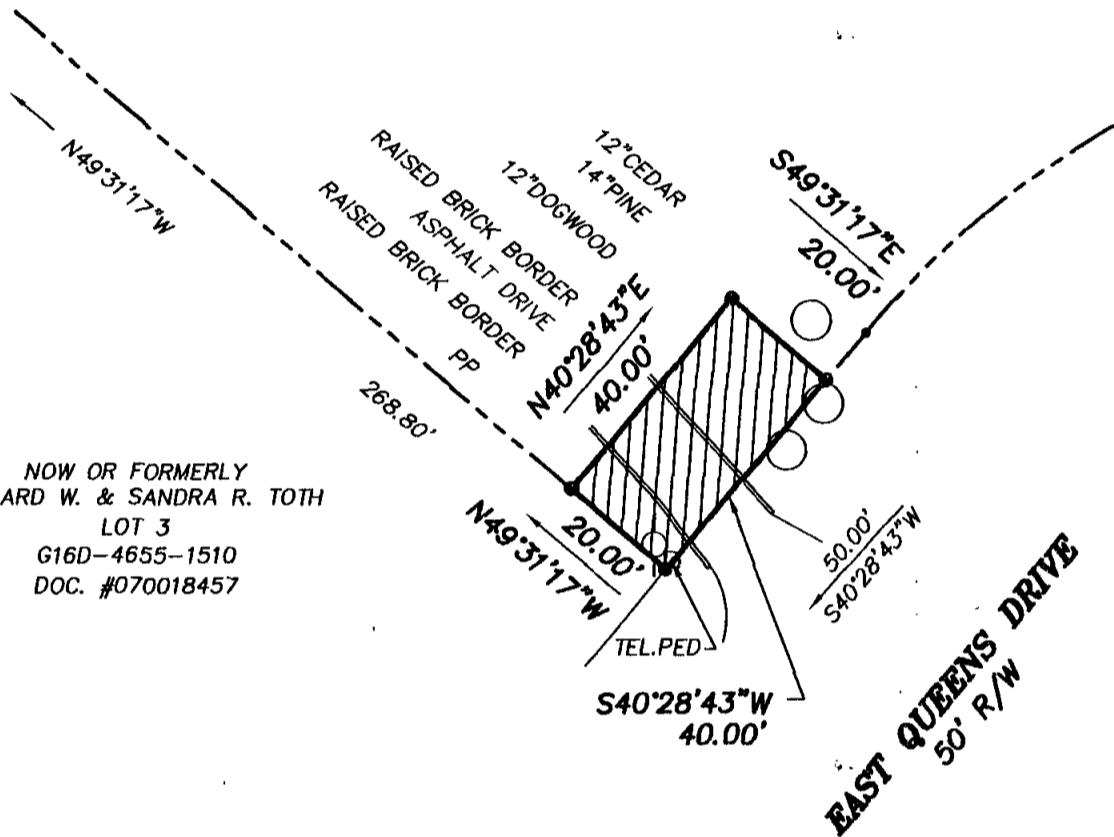 N49°31'17"W
RAISED BRICK BORDER
ASPHALT DRIVE
RAISED BRICK BORDER
PP
12"CEDAR
14"PINE
12"DOGWOOD
S49°31'17"E
20.00'
N40°28'43"E
40.00'
268.80'
NOW OR FORMERLY
ARD W. & SANDRA R. TOTH
LOT 3
G16D-4655-1510
DOC. #070018457
20.00'
N49°31'17"W
50.00'
S40°28'43"W
TEL.PED
S40°28'43"W
40.00'
EAST QUEENS DRIVE
50' R/W